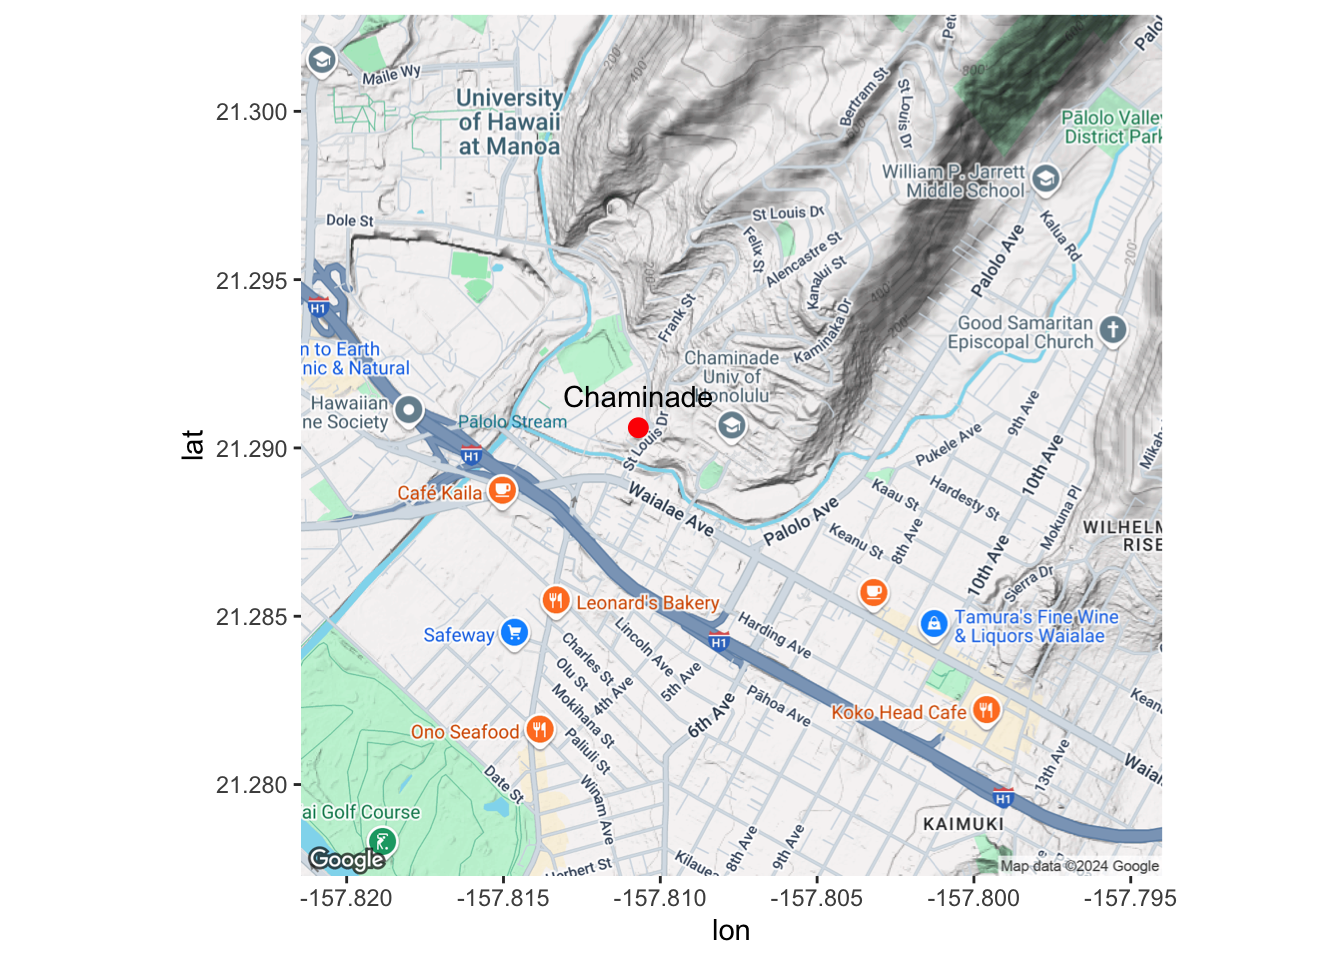 Maile Wy
University
of Hawaii
at Manoa
Dole St
Bertram St
St Louis Dr
Pālolo Valley
District Park
William P. Jarrett
Middle School
St Louis Dr
Felix St
Alencastre St
Kanalui St
Kaminaka Dr
Frank St
Palolo Ave
Kalua Rd
Good Samaritan
Episcopal Church
200'
400'
800'
600'
200'
400'
200'
200'
H1
n to Earth
nic & Natural
Hawaiian
ne Society
Pālolo Stream
Chaminade
Univ of
Honolulu
Chaminade
St Louis Dr
H1
Café Kaila
Waialae Ave
Palolo Ave
Pukele Ave
9th Ave
10th Ave
Kaau St
Hardesty St
Keanu St
8th Ave
10th Ave
Mokuna Pl
Sierra Dr
WILHELM
RISE
Leonard's Bakery
Safeway
H1
Harding Ave
Tamura's Fine Wine
& Liquors Waialae
Lincoln Ave
Charles St
Olu St
4th Ave
5th Ave
Mokihana St
Paliuli St
6th Ave
Pāhoa Ave
Koko Head Cafe
Ono Seafood
Date St
Winam Ave
13th Ave
H1
KAIMUKI
ai Golf Course
Herbert St
8th Ave
9th Ave
Google
Map data ©2024 Google
21.300
21.295
21.290
21.285
21.280
lat
-157.820
-157.815
-157.810
-157.805
-157.800
-157.795
lon